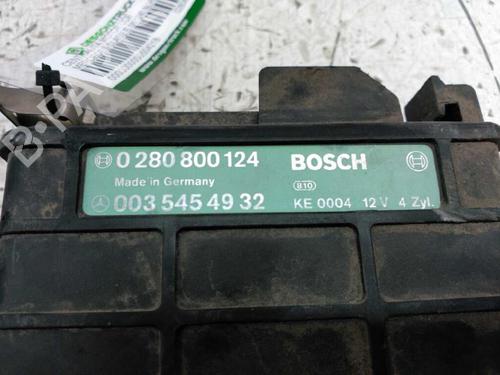 0 280 800 124 BOSCH
Made in Germany 810
003 545 49 32 KE 0004 12 V 4 Zyl.
B-PA